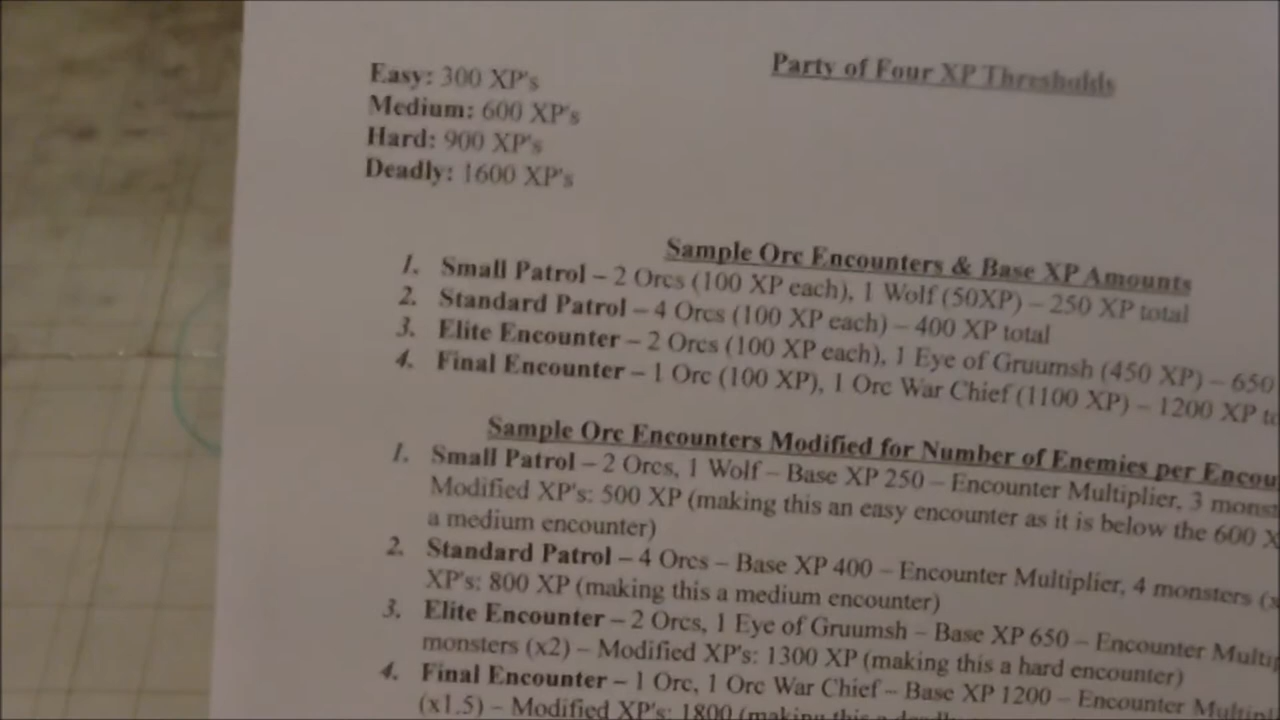 Party of Four XP Thresholds
Easy: 300 XP's
Medium: 600 XP's
Hard: 900 XP's
Deadly: 1600 XP's
Sample Orc Encounters & Base XP Amounts
1. Small Patrol – 2 Orcs (100 XP each), 1 Wolf (50XP) – 250 XP total
2. Standard Patrol – 4 Orcs (100 XP each) – 400 XP total
3. Elite Encounter – 2 Orcs (100 XP each), 1 Eye of Gruumsh (450 XP) – 650
4. Final Encounter – 1 Orc (100 XP), 1 Orc War Chief (1100 XP) – 1200 XP
Sample Orc Encounters Modified for Number of Enemies per
1. Small Patrol – 2 Orcs, 1 Wolf – Base XP 250 – Encounter Multiplier, 3
Modified XP's: 500 XP (making this an easy encounter as it is below the 600
a medium encounter)
2. Standard Patrol – 4 Orcs – Base XP 400 – Encounter Multiplier, 4 monsters
XP's: 800 XP (making this a medium encounter)
3. Elite Encounter – 2 Orcs, 1 Eye of Gruumsh – Base XP 650 – Encounter
monsters (x2) – Modified XP's: 1300 XP (making this a hard encounter)
4. Final Encounter – 1 Orc, 1 Orc War Chief – Base XP 1200 – Encounter
(x1.5) – Modified XP's: 1800 (making this a